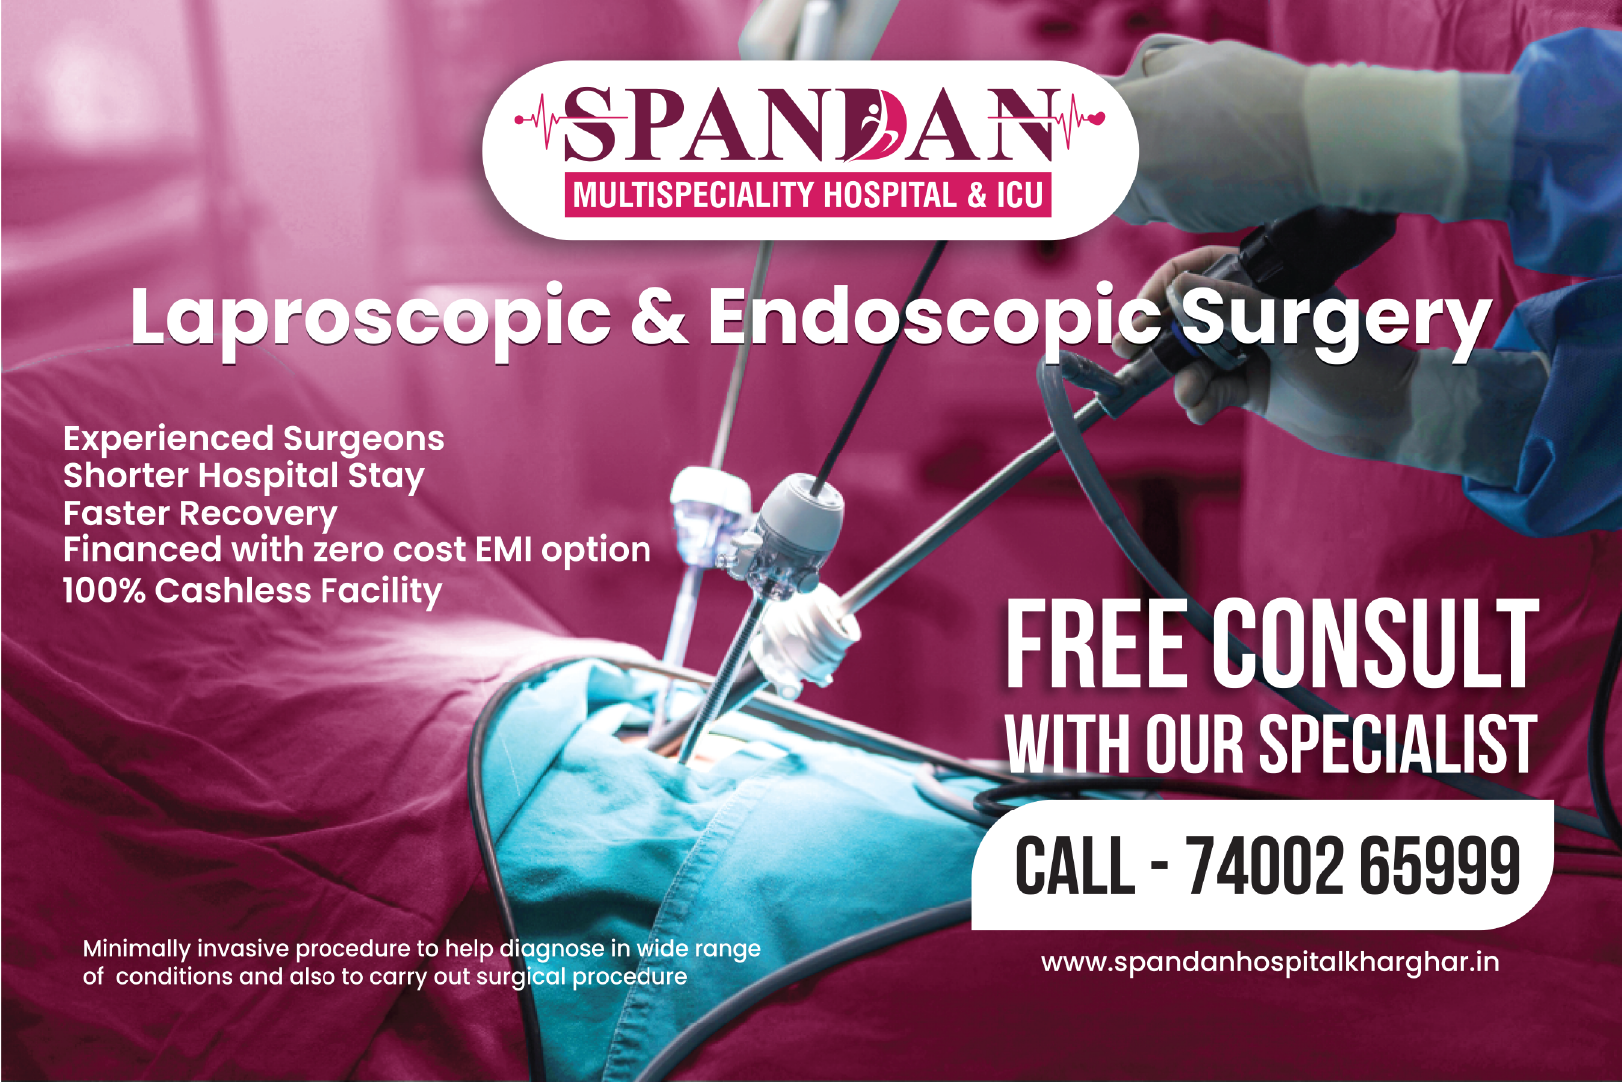 SPANDAN
MULTISPECIALITY HOSPITAL & ICU
Laproscopic & Endoscopic Surgery
Experienced Surgeons
Shorter Hospital Stay
Faster Recovery
Financed with zero cost EMI option
100% Cashless Facility
FREE CONSULT
WITH OUR SPECIALIST
CALL - 74002 65999
www.spandanhospitalkharghar.in
Minimally invasive procedure to help diagnose in wide range
of conditions and also to carry out surgical procedure